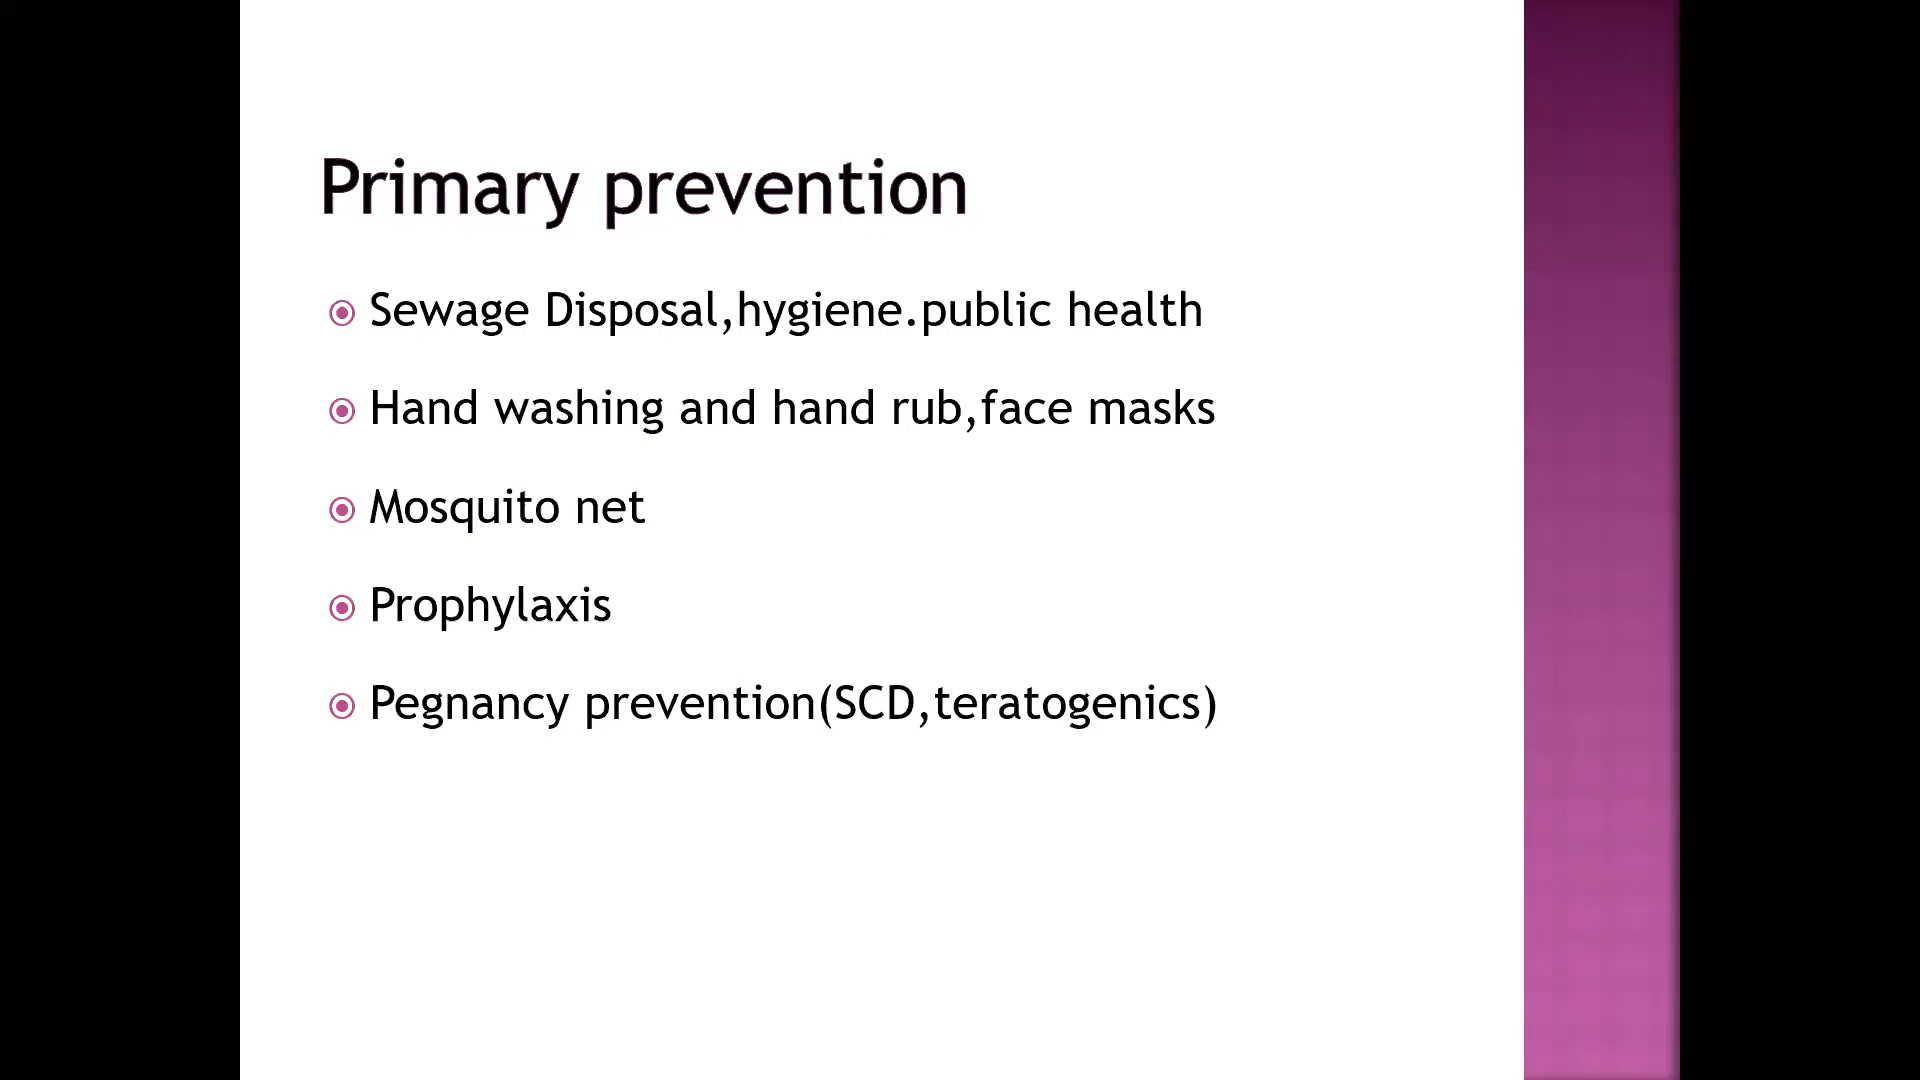 Primary prevention
Sewage Disposal,hygiene.public health
Hand washing and hand rub,face masks
Mosquito net
Prophylaxis
Pegnancy prevention(SCD,teratogenics)